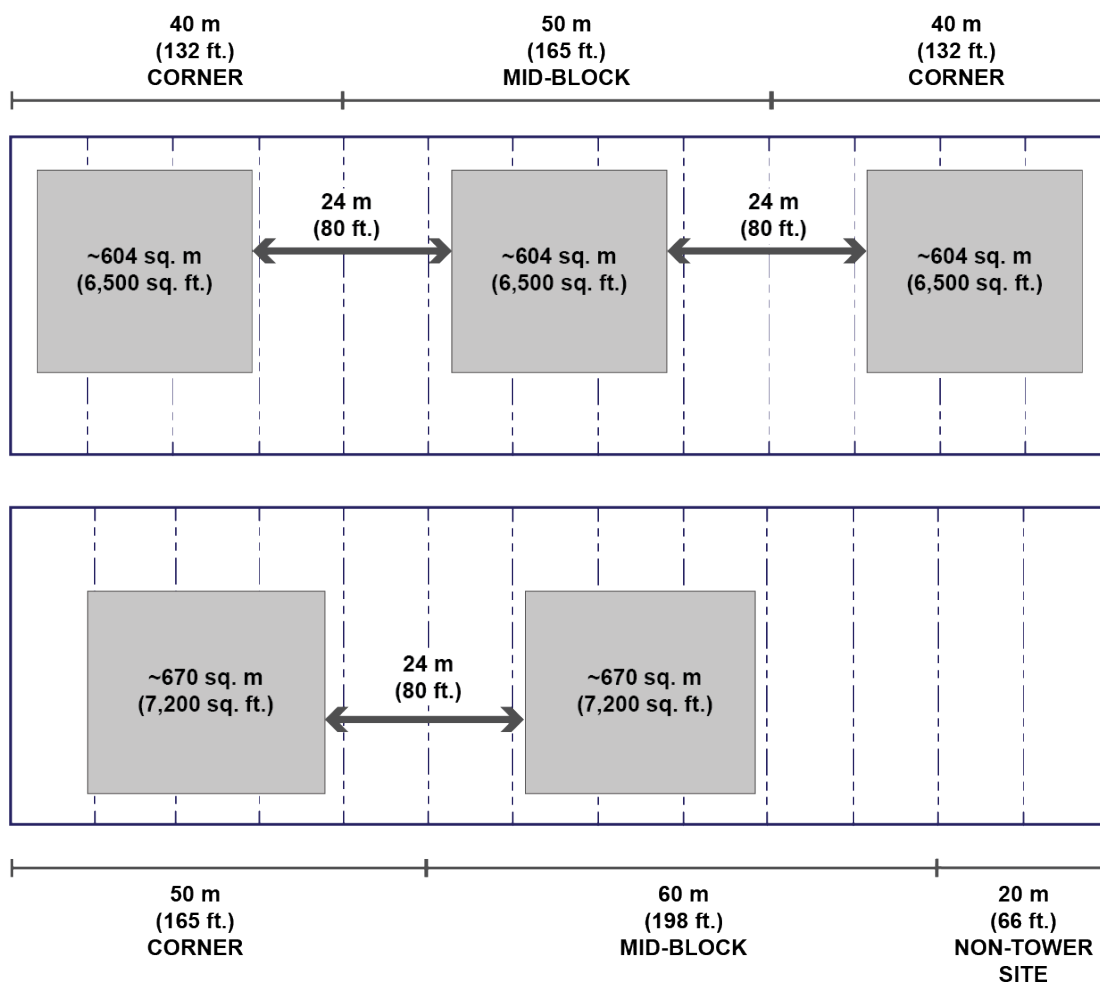 40 m
(132 ft.)
CORNER
50 m
(165 ft.)
MID-BLOCK
40 m
(132 ft.)
CORNER
24 m
(80 ft.)
24 m
(80 ft.)
~604 sq. m
(6,500 sq. ft.)
~604 sq. m
(6,500 sq. ft.)
~604 sq. m
(6,500 sq. ft.)
24 m
(80 ft.)
~670 sq. m
(7,200 sq. ft.)
~670 sq. m
(7,200 sq. ft.)
50 m
(165 ft.)
CORNER
60 m
(198 ft.)
MID-BLOCK
20 m
(66 ft.)
NON-TOWER
SITE